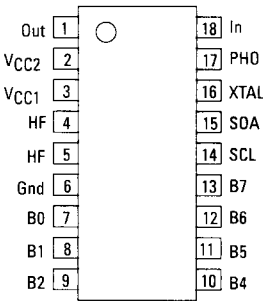 Out 1 18 In
VCC2 2 17 PHO
VCC1 3 16 XTAL
HF 4 15 SDA
HF 5 14 SCL
Gnd 6 13 B7
B0 7 12 B6
B1 8 11 B5
B2 9 10 B4